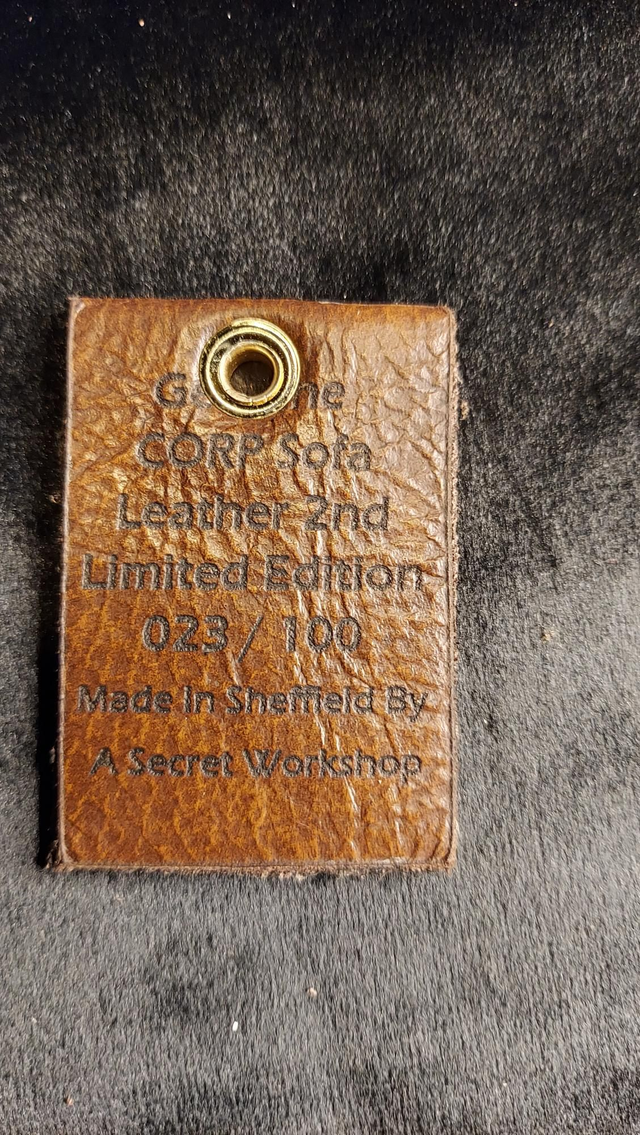 CORP Sofa
Leather 2nd
Limited Edition
023 / 100
Made In Sheffield By
A Secret Workshop